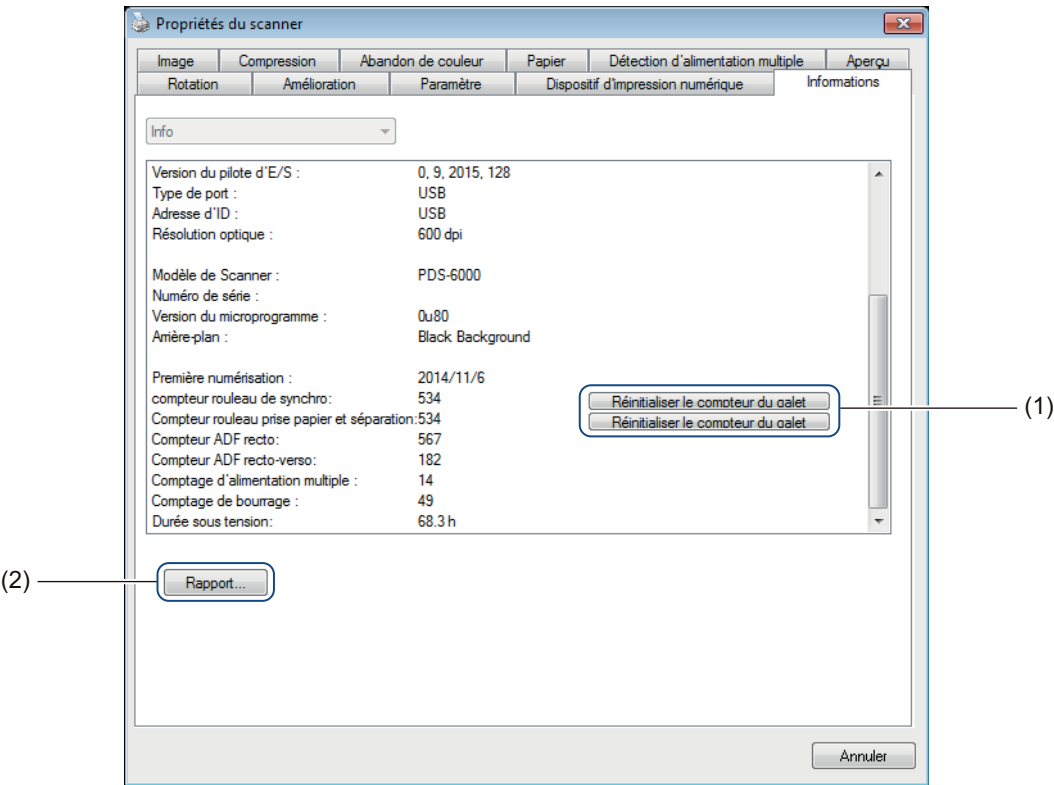 Propriétés du scanner
Image Compression Abandon de couleur Papier Détection d'alimentation multiple Aperçu
Rotation Amélioration Paramètre Dispositif d'impression numérique Informations
Info
Version du pilote d'E/S : 0, 9, 2015, 128
Type de port : USB
Adresse d'ID : USB
Résolution optique : 600 dpi
Modèle de Scanner : PDS-6000
Numéro de série :
Version du microprogramme : 0u80
Arrière-plan : Black Background
Première numérisation : 2014/11/6
compteur rouleau de synchro: 534 Réinitialiser le compteur du galet (1)
Compteur rouleau prise papier et séparation: 534 Réinitialiser le compteur du galet
Compteur ADF recto: 567
Compteur ADF recto-verso: 182
Comptage d'alimentation multiple : 14
Comptage de bourrage : 49
Durée sous tension: 68.3 h
(2) Rapport...
Annuler